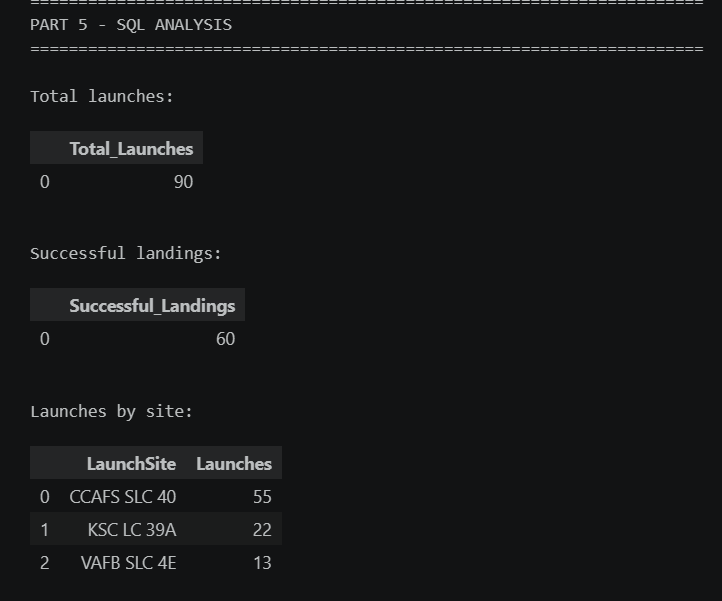 ======================================================================
PART 5 - SQL ANALYSIS
======================================================================
Total launches:
Total_Launches
0 90
Successful landings:
Successful_Landings
0 60
Launches by site:
LaunchSite Launches
0 CCAFS SLC 40 55
1 KSC LC 39A 22
2 VAFB SLC 4E 13